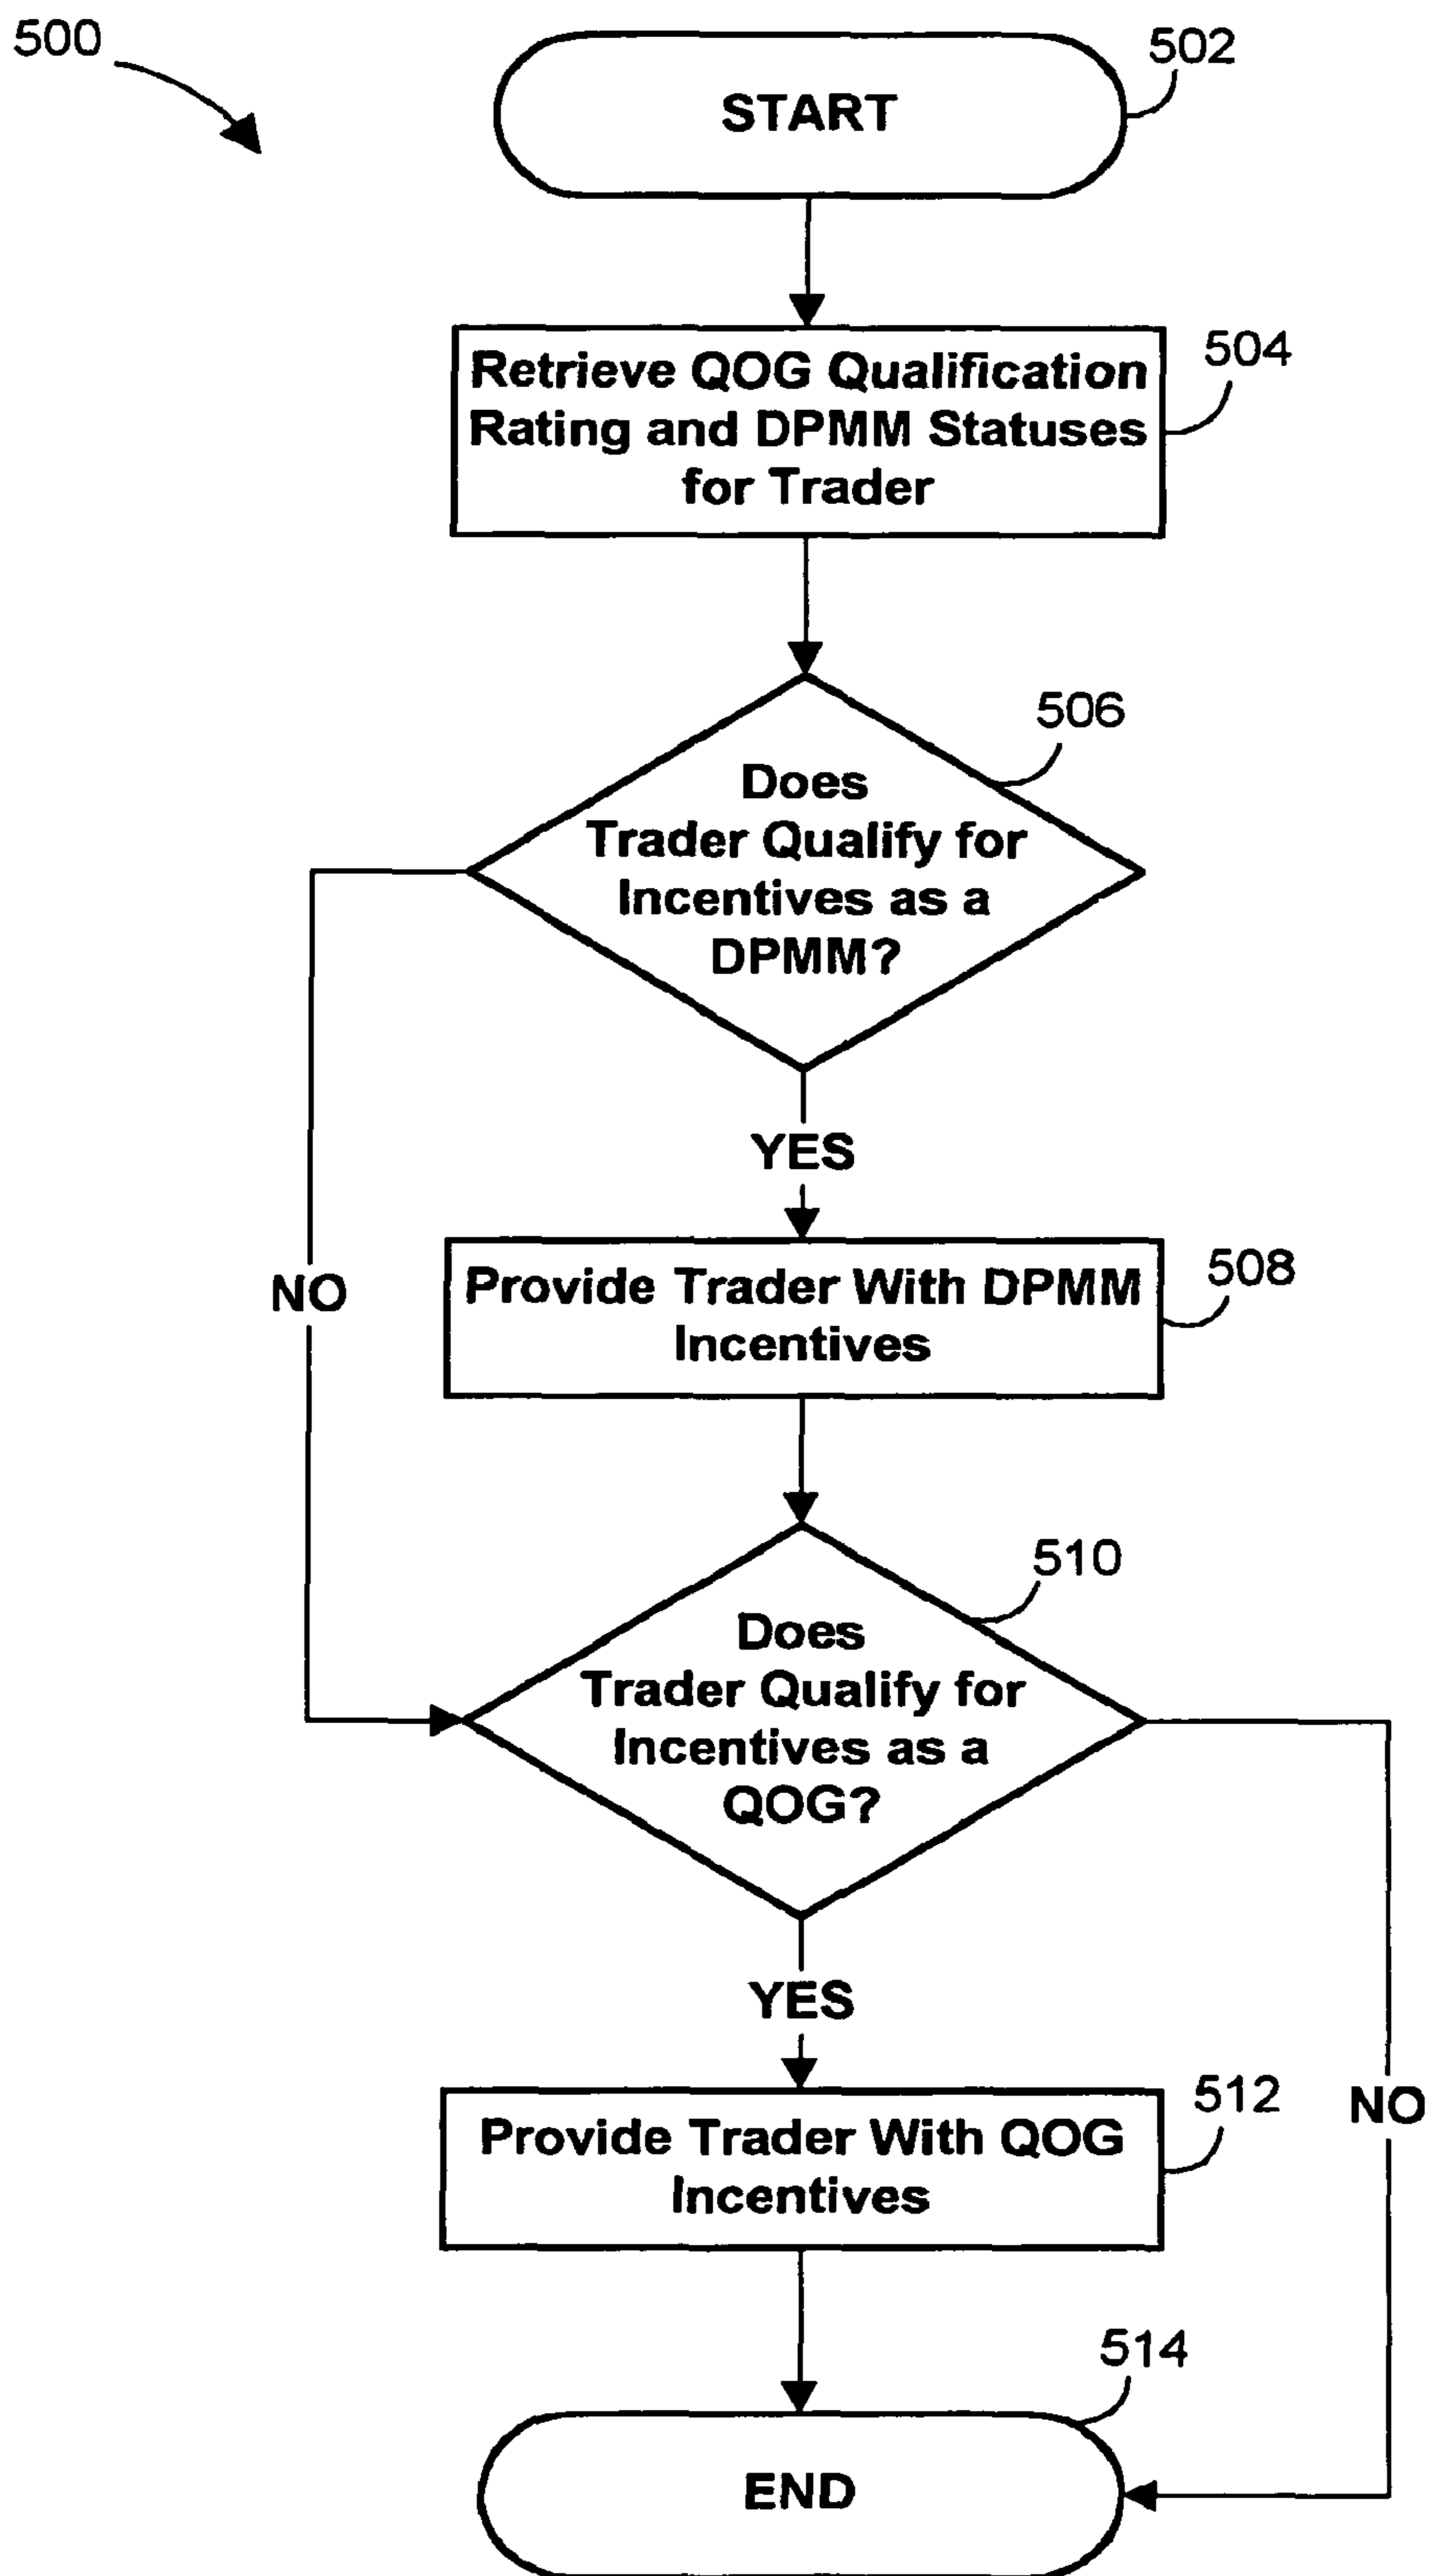 500
502
START
504
Retrieve QOG Qualification
Rating and DPMM Statuses
for Trader
506
Does
Trader Qualify for
Incentives as a
DPMM?
YES
NO
508
Provide Trader With DPMM
Incentives
510
Does
Trader Qualify for
Incentives as a
QOG?
YES
NO
512
Provide Trader With QOG
Incentives
514
END